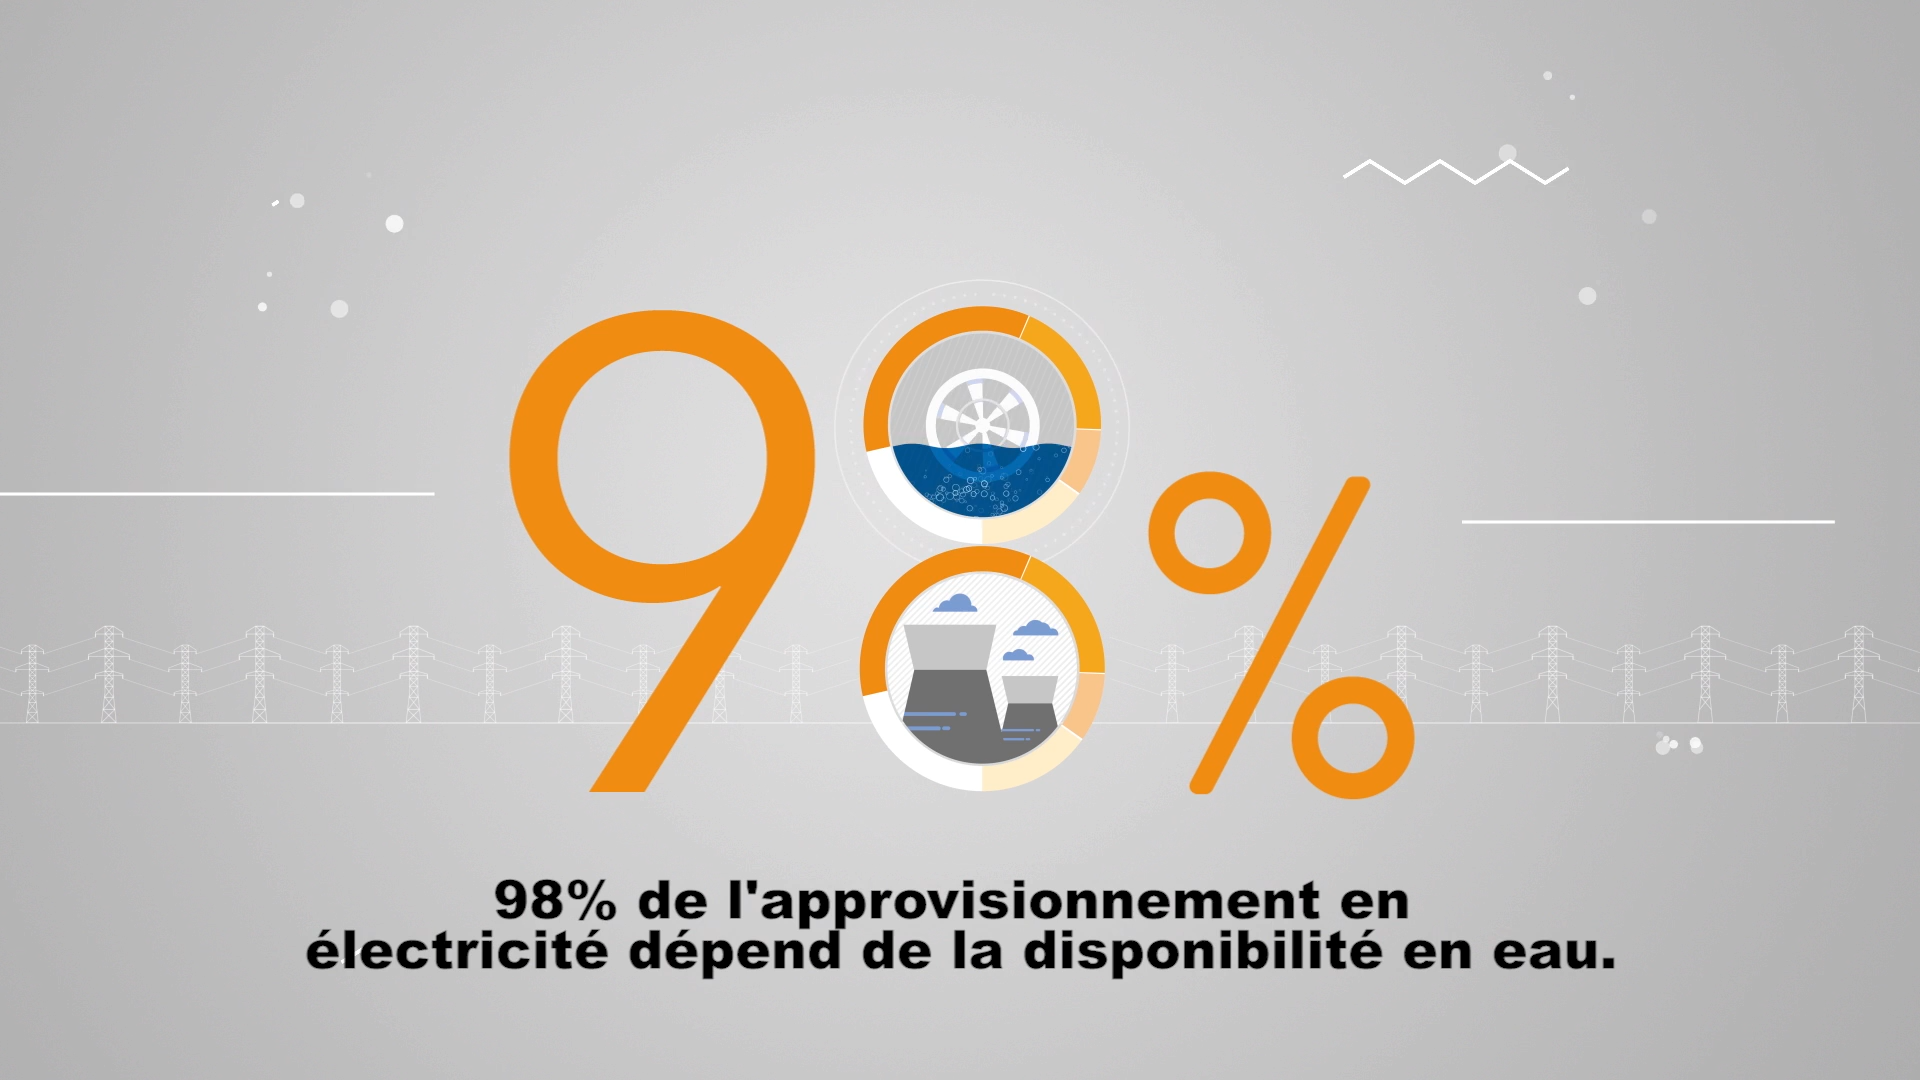 98%
98% de l'approvisionnement en
électricité dépend de la disponibilité en eau.